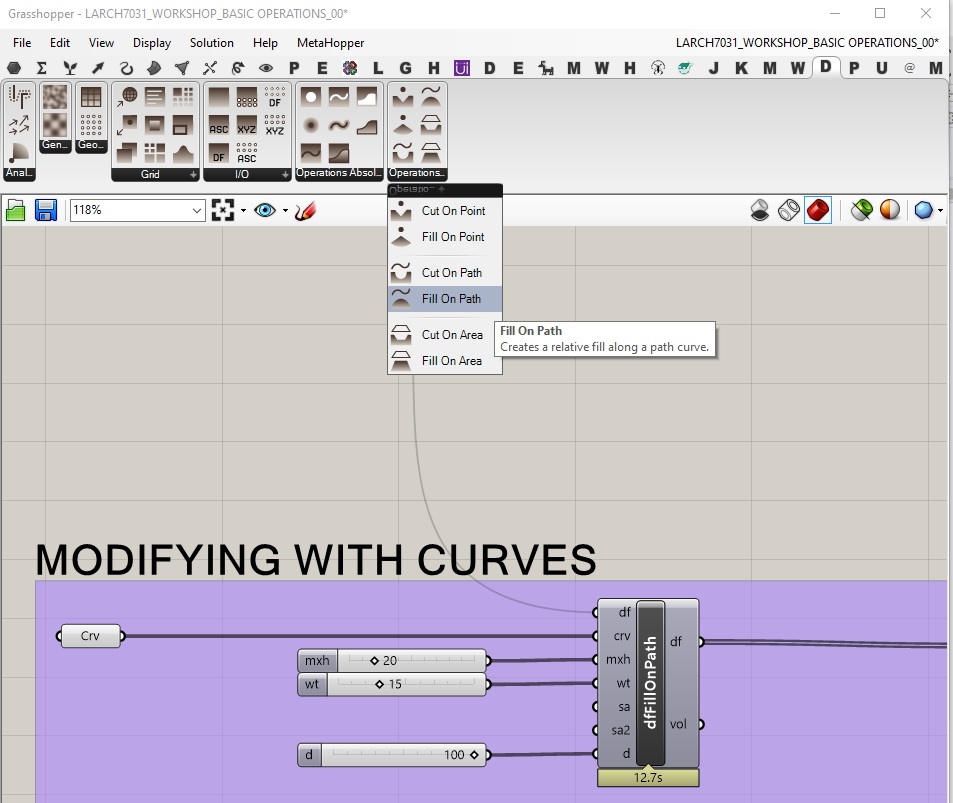 Grasshopper - LARCH7031_WORKSHOP_BASIC OPERATIONS_00*
File Edit View Display Solution Help MetaHopper LARCH7031_WORKSHOP_BASIC OPERATIONS_00*
P E L G H Ui D E M W H J K M W D P U @ M
DF
ASC XYZ XYZ
DF ASC
Anal... Gen... Geo... Grid I/O Operations Absol... Operations...
118%
Operatio...
Cut On Point
Fill On Point
Cut On Path
Fill On Path
Cut On Area
Fill On Area
Fill On Path
Creates a relative fill along a path curve.
MODIFYING WITH CURVES
Crv
mxh 20
wt 15
d 100
df
crv
mxh
wt
sa
sa2
d
dfFillOnPath
df
vol
12.7s